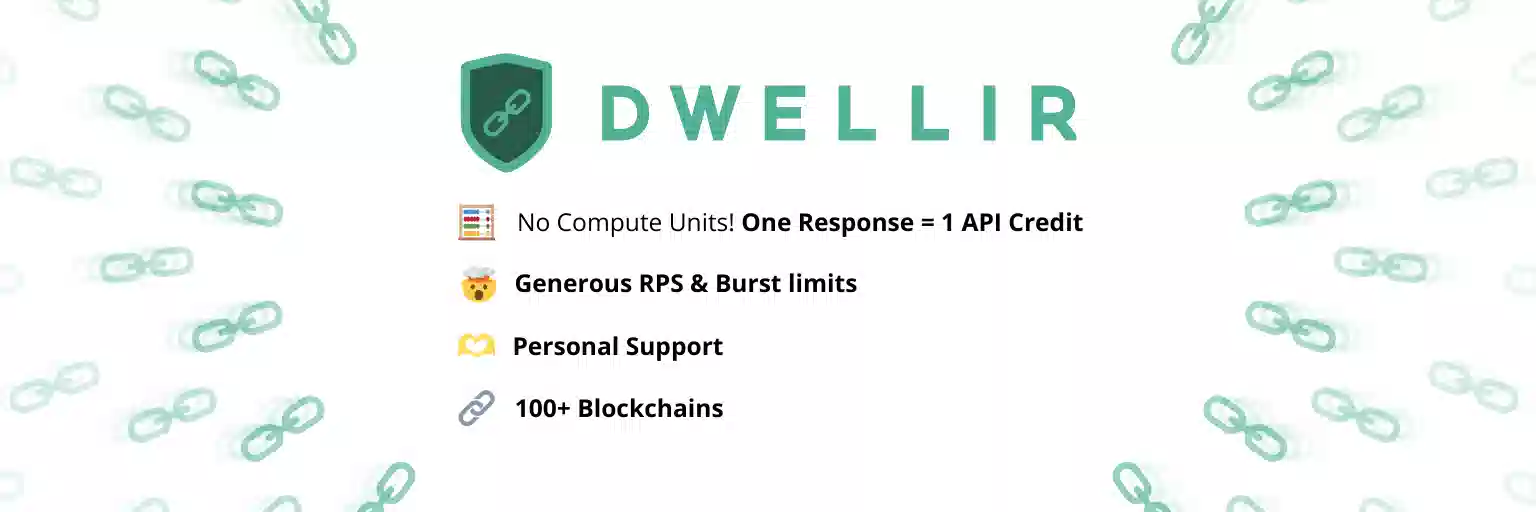 DWELLIR
No Compute Units! One Response = 1 API Credit
Generous RPS & Burst limits
Personal Support
100+ Blockchains